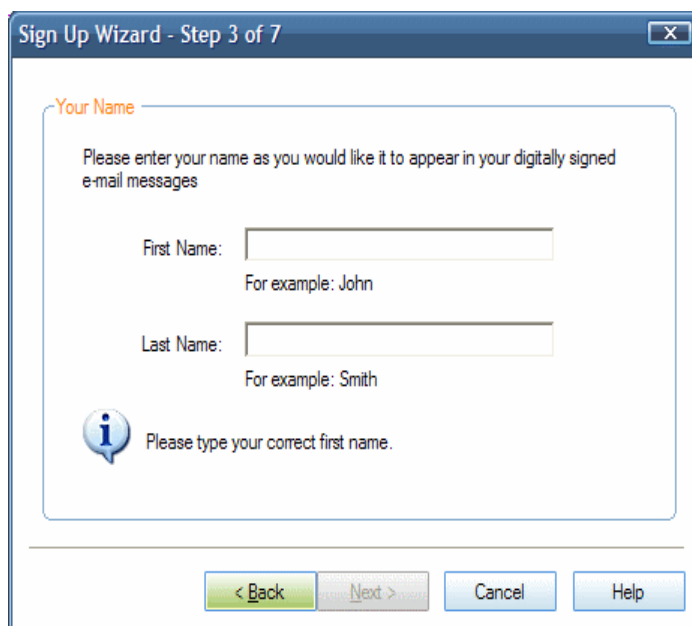 Sign Up Wizard - Step 3 of 7
Your Name
Please enter your name as you would like it to appear in your digitally signed
e-mail messages
First Name:
For example: John
Last Name:
For example: Smith
Please type your correct first name.
< Back Next > Cancel Help